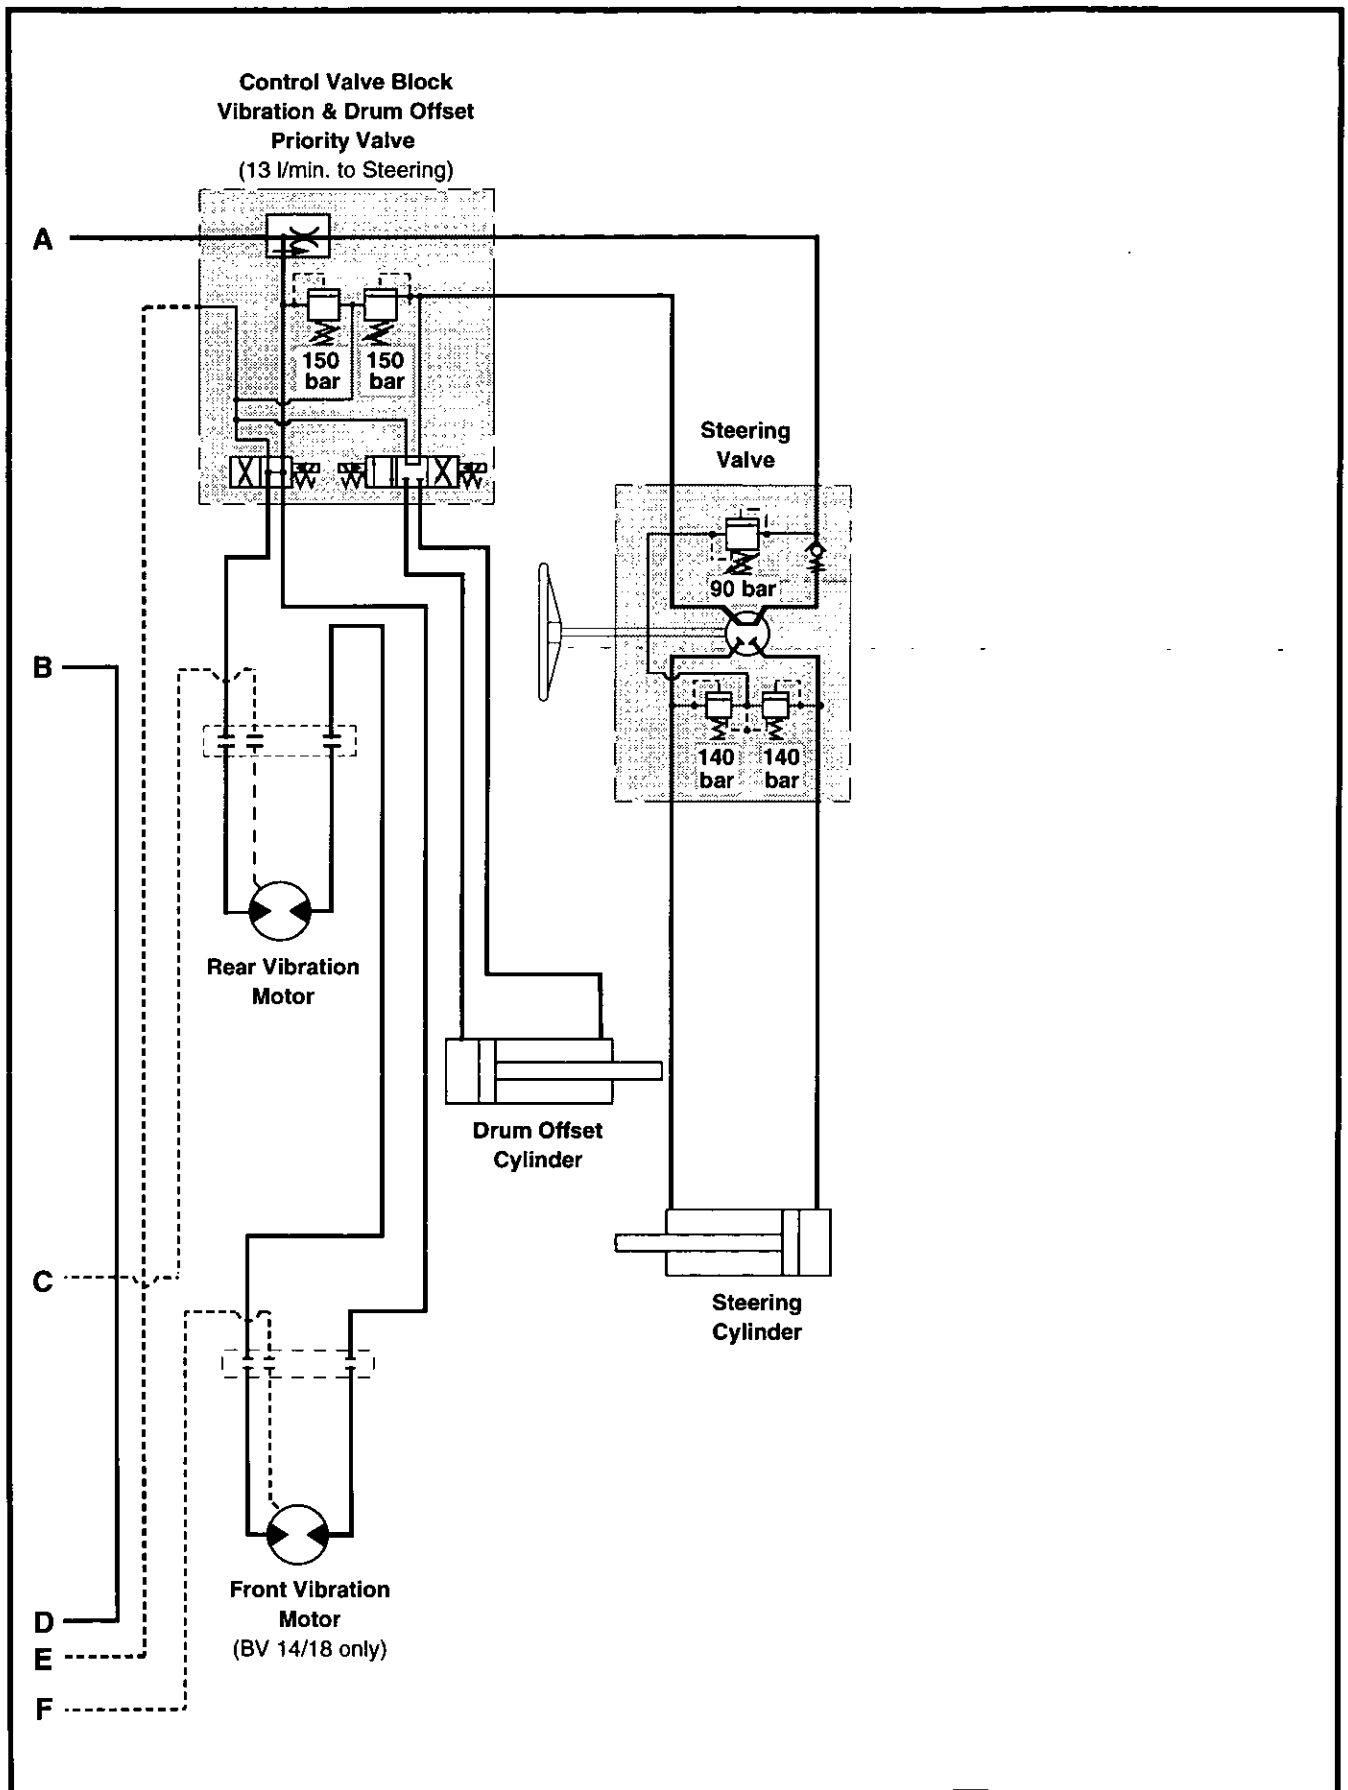 Control Valve Block
Vibration & Drum Offset
Priority Valve
(13 l/min. to Steering)
A
150 bar
150 bar
Steering
Valve
90 bar
B
140 bar
140 bar
Rear Vibration
Motor
Drum Offset
Cylinder
C
Steering
Cylinder
Front Vibration
Motor
(BV 14/18 only)
D
E
F